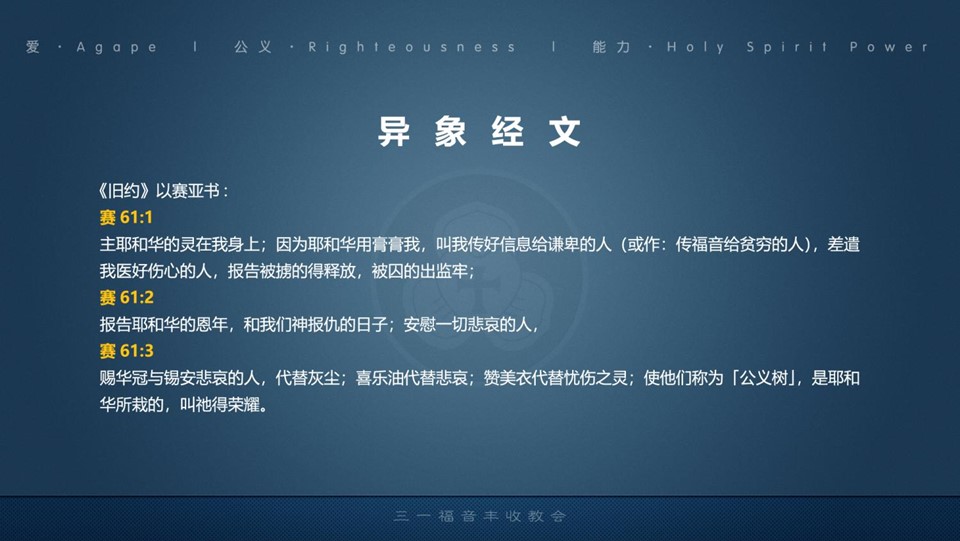 爱·Agape | 公义·Righteousness | 能力·Holy Spirit Power
异象经文
《旧约》以赛亚书：
赛 61:1
主耶和华的灵在我身上；因为耶和华用膏膏我，叫我传好信息给谦卑的人（或作：传福音给贫穷的人），差遣
我医好伤心的人，报告被掳的得释放，被囚的出监牢；
赛 61:2
报告耶和华的恩年，和我们神报仇的日子；安慰一切悲哀的人，
赛 61:3
赐华冠与锡安悲哀的人，代替灰尘；喜乐油代替悲哀；赞美衣代替忧伤之灵；使他们称为「公义树」，是耶和
华所栽的，叫祂得荣耀。
三一福音丰收教会